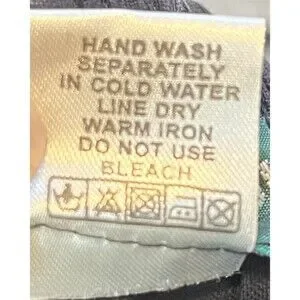 HAND WASH
SEPARATELY
IN COLD WATER
LINE DRY
WARM IRON
DO NOT USE
BLEACH